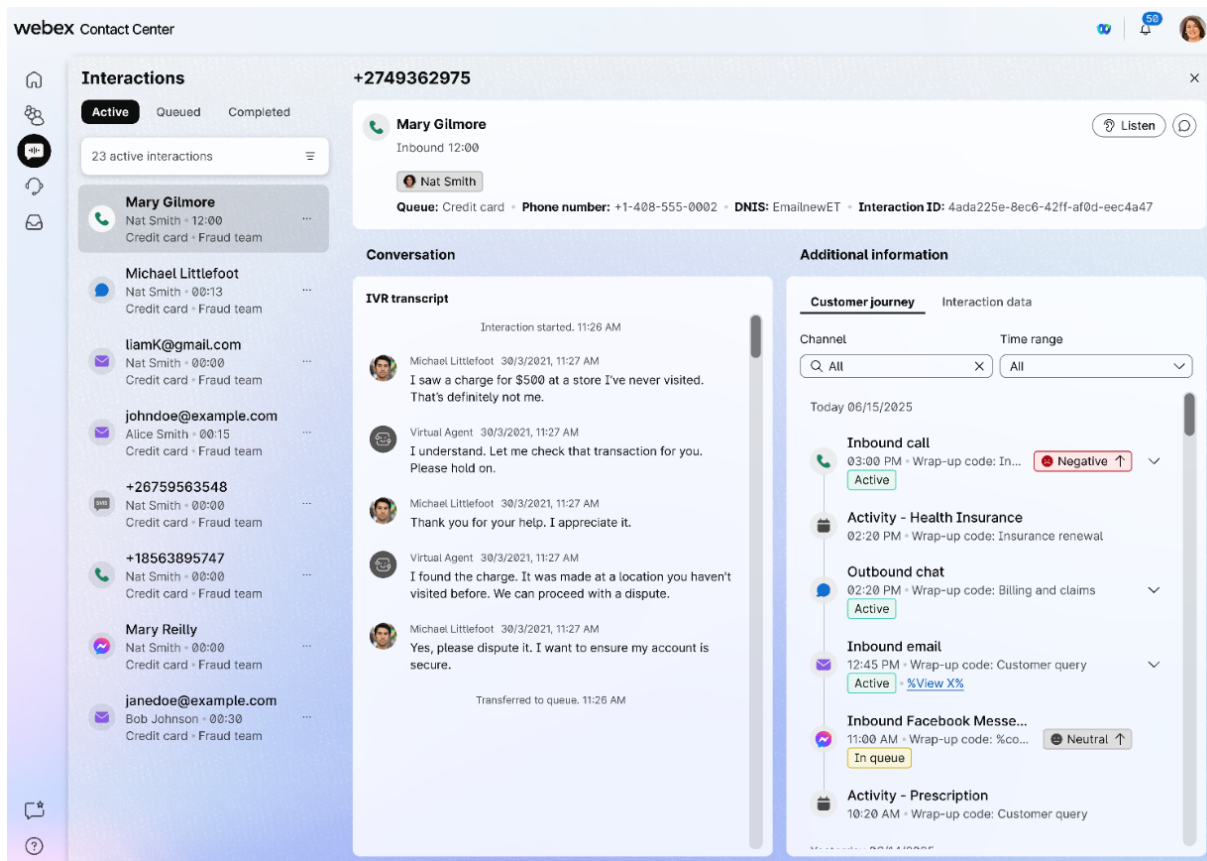 webex Contact Center
50
Interactions
Active Queued Completed
23 active interactions
Mary Gilmore
Nat Smith • 12:00
Credit card • Fraud team
Michael Littlefoot
Nat Smith • 00:13
Credit card • Fraud team
liamK@gmail.com
Nat Smith • 00:00
Credit card • Fraud team
johndoe@example.com
Alice Smith • 00:15
Credit card • Fraud team
SMS
+26759563548
Nat Smith • 00:00
Credit card • Fraud team
+18563895747
Nat Smith • 00:00
Credit card • Fraud team
Mary Reilly
Nat Smith • 00:00
Credit card • Fraud team
janedoe@example.com
Bob Johnson • 00:30
Credit card • Fraud team
+2749362975
Mary Gilmore
Inbound 12:00
Listen
Nat Smith
Queue: Credit card • Phone number: +1-408-555-0002 • DNIS: EmailnewET • Interaction ID: 4ada225e-8ec6-42ff-af0d-eec4a47
Conversation
IVR transcript
Interaction started. 11:26 AM
Michael Littlefoot 30/3/2021, 11:27 AM
I saw a charge for $500 at a store I've never visited.
That's definitely not me.
Virtual Agent 30/3/2021, 11:27 AM
I understand. Let me check that transaction for you.
Please hold on.
Michael Littlefoot 30/3/2021, 11:27 AM
Thank you for your help. I appreciate it.
Virtual Agent 30/3/2021, 11:27 AM
I found the charge. It was made at a location you haven't
visited before. We can proceed with a dispute.
Michael Littlefoot 30/3/2021, 11:27 AM
Yes, please dispute it. I want to ensure my account is
secure.
Transferred to queue. 11:26 AM
Additional information
Customer journey Interaction data
Channel Time range
All All
Today 06/15/2025
Inbound call
03:00 PM • Wrap-up code: In... Negative ↑
Active
Activity - Health Insurance
02:20 PM • Wrap-up code: Insurance renewal
Outbound chat
02:20 PM • Wrap-up code: Billing and claims
Active
Inbound email
12:45 PM • Wrap-up code: Customer query
Active • %View X%
Inbound Facebook Messe...
11:00 AM • Wrap-up code: %co... Neutral ↑
In queue
Activity - Prescription
10:20 AM • Wrap-up code: Customer query